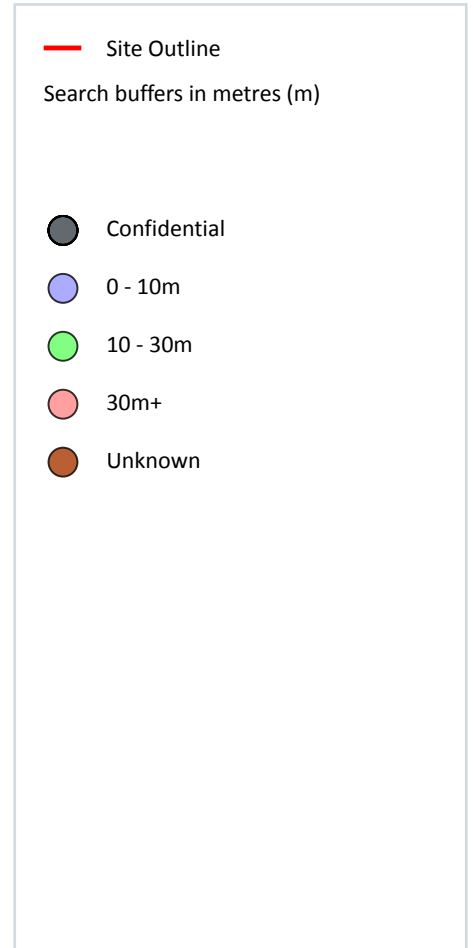 Site Outline
Search buffers in metres (m)
Confidential
0 - 10m
10 - 30m
30m+
Unknown